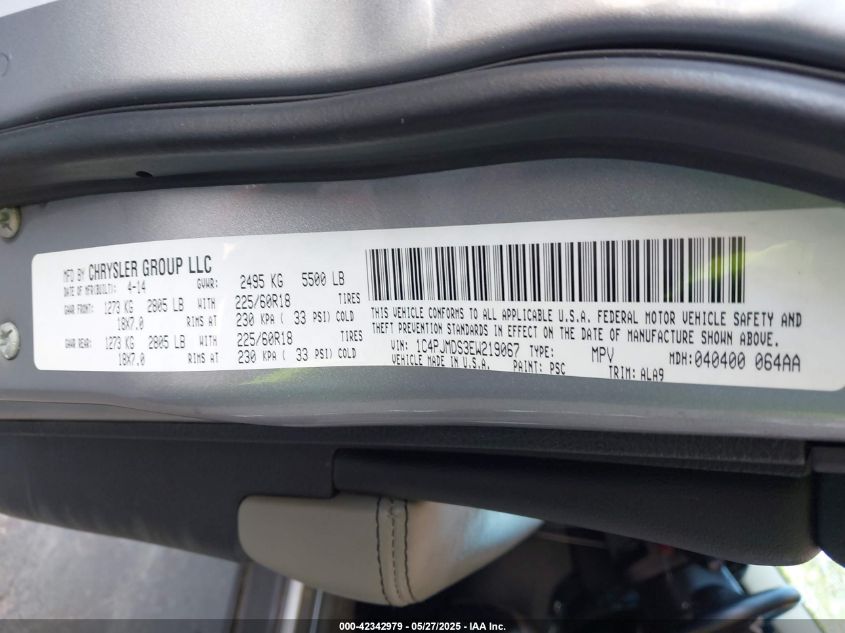 MFD BY CHRYSLER GROUP LLC
DATE OF MFR(BUILT): 4-14 GVWR: 2495 KG 5500 LB
GAWR FRONT: 1273 KG 2805 LB WITH 225/60R18 TIRES
18X7.0 RIMS AT 230 KPA ( 33 PSI) COLD
GAWR REAR: 1273 KG 2805 LB WITH 225/60R18 TIRES
18X7.0 RIMS AT 230 KPA ( 33 PSI) COLD
THIS VEHICLE CONFORMS TO ALL APPLICABLE U.S.A. FEDERAL MOTOR VEHICLE SAFETY AND
THEFT PREVENTION STANDARDS IN EFFECT ON THE DATE OF MANUFACTURE SHOWN ABOVE.
VIN: 1C4PJMDS3EW219067 TYPE: MPV MDH:040400 064AA
VEHICLE MADE IN U.S.A. PAINT: PSC TRIM: ALA9
000-42342979 - 05/27/2025 - IAA Inc.